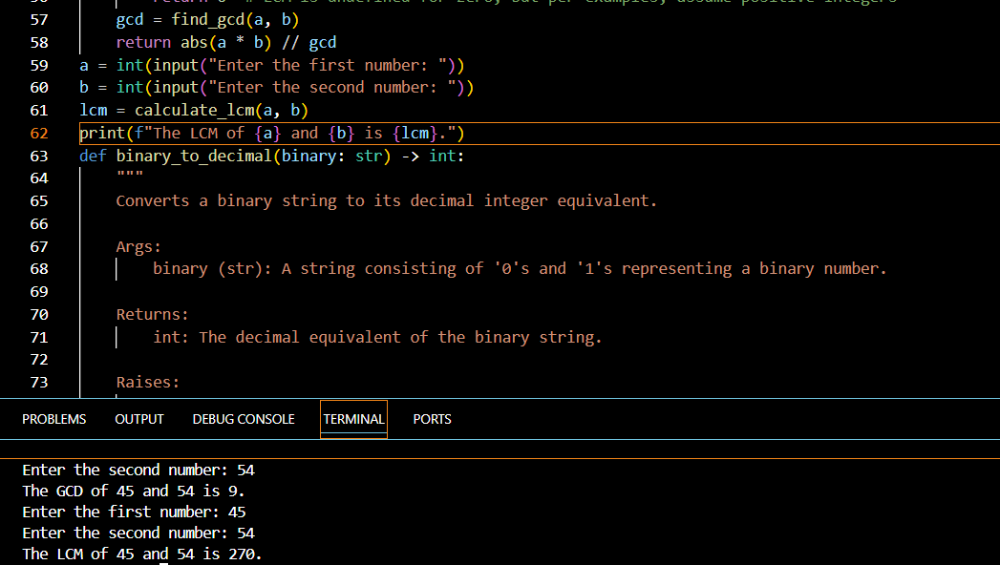 return 0 # LCM is undefined for zero, but per examples, assume positive integers
57 gcd = find_gcd(a, b)
58 return abs(a * b) // gcd
59 a = int(input("Enter the first number: "))
60 b = int(input("Enter the second number: "))
61 lcm = calculate_lcm(a, b)
62 print(f"The LCM of {a} and {b} is {lcm}.")
63 def binary_to_decimal(binary: str) -> int:
64 """
65 Converts a binary string to its decimal integer equivalent.
66
67 Args:
68 binary (str): A string consisting of '0's and '1's representing a binary number.
69
70 Returns:
71 int: The decimal equivalent of the binary string.
72
73 Raises:
PROBLEMS OUTPUT DEBUG CONSOLE TERMINAL PORTS
Enter the second number: 54
The GCD of 45 and 54 is 9.
Enter the first number: 45
Enter the second number: 54
The LCM of 45 and 54 is 270.